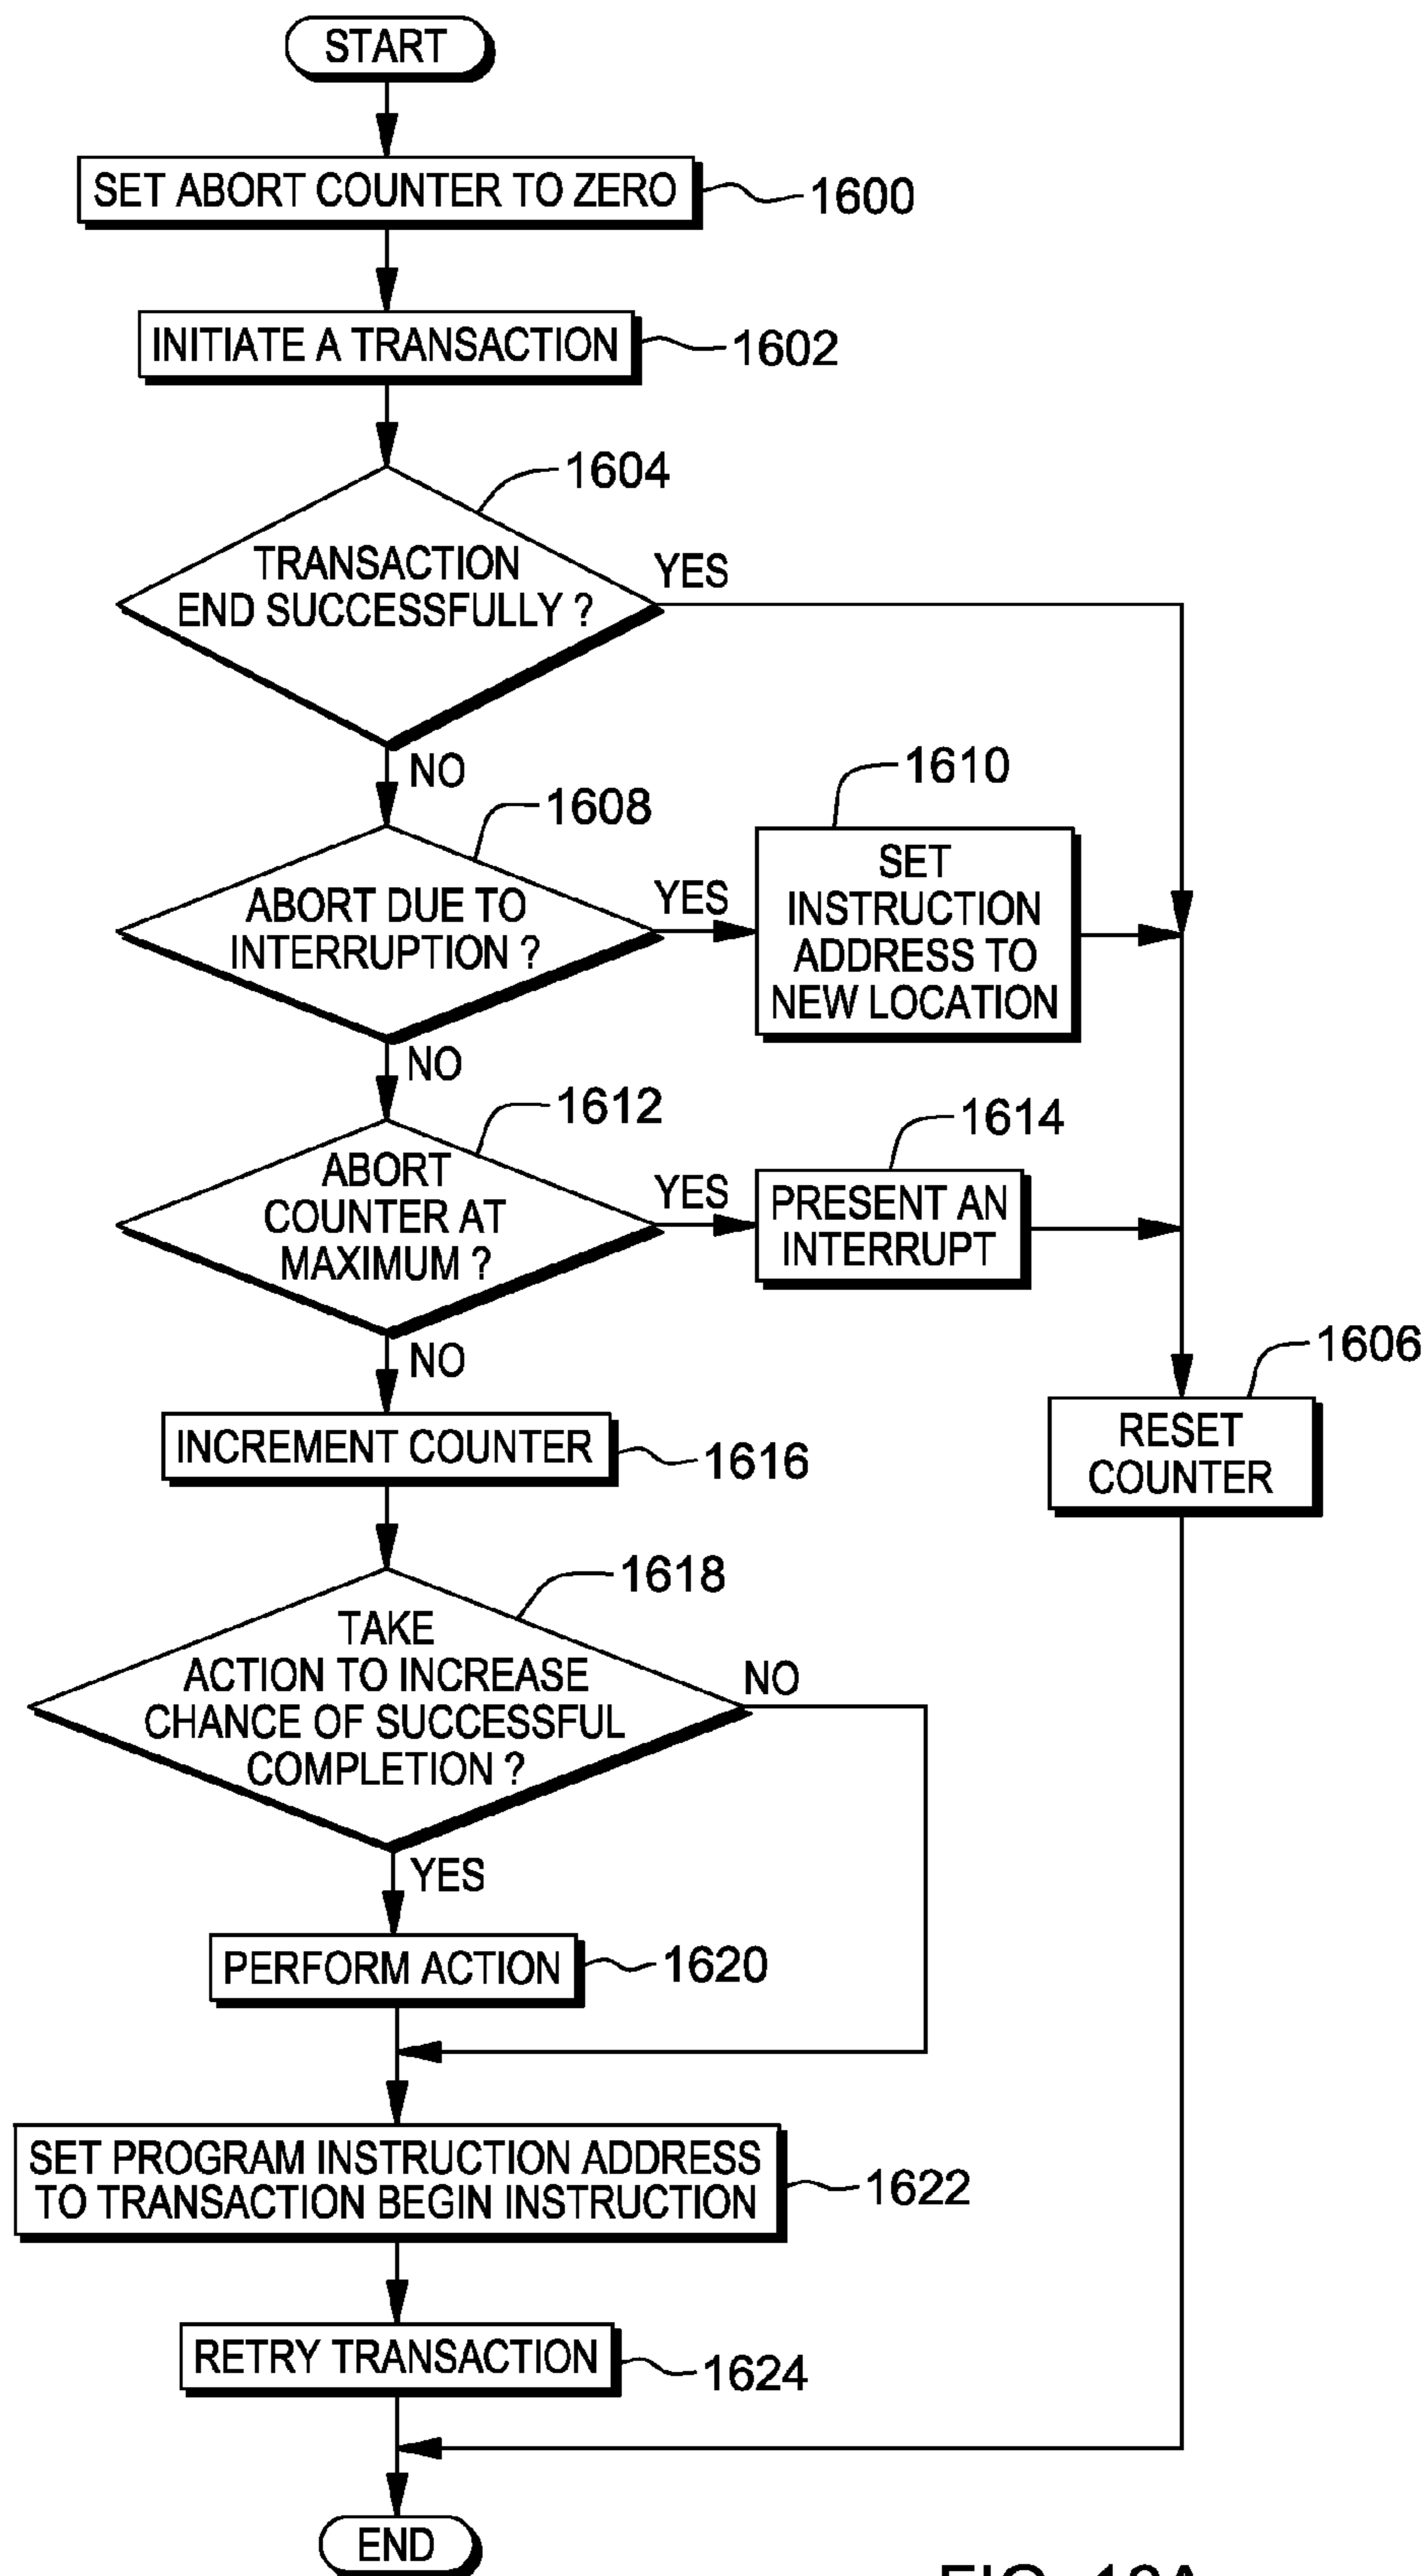 START
SET ABORT COUNTER TO ZERO
1600
INITIATE A TRANSACTION
1602
1604
TRANSACTION
END SUCCESSFULLY ?
YES
NO
1608
ABORT DUE TO
INTERRUPTION ?
YES
1610
SET
INSTRUCTION
ADDRESS TO
NEW LOCATION
NO
1612
ABORT
COUNTER AT
MAXIMUM ?
YES
1614
PRESENT AN
INTERRUPT
NO
1606
RESET
COUNTER
INCREMENT COUNTER
1616
1618
TAKE
ACTION TO INCREASE
CHANCE OF SUCCESSFUL
COMPLETION ?
NO
YES
PERFORM ACTION
1620
SET PROGRAM INSTRUCTION ADDRESS
TO TRANSACTION BEGIN INSTRUCTION
1622
RETRY TRANSACTION
1624
END